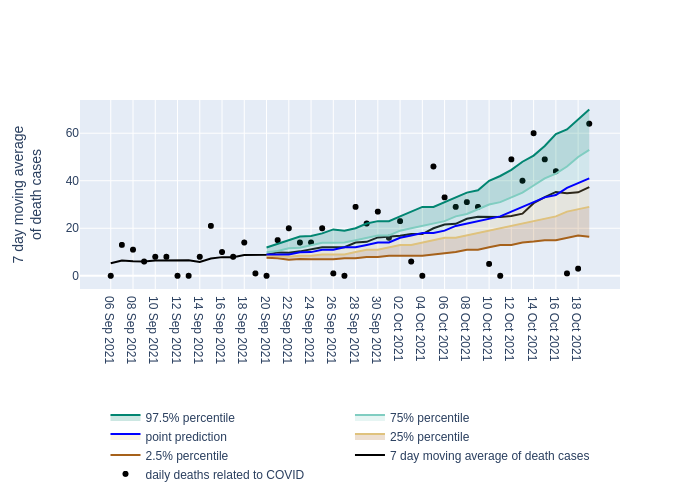 7 day moving average
of death cases
60
40
20
0
06 Sep 2021
08 Sep 2021
10 Sep 2021
12 Sep 2021
14 Sep 2021
16 Sep 2021
18 Sep 2021
20 Sep 2021
22 Sep 2021
24 Sep 2021
26 Sep 2021
28 Sep 2021
30 Sep 2021
02 Oct 2021
04 Oct 2021
06 Oct 2021
08 Oct 2021
10 Oct 2021
12 Oct 2021
14 Oct 2021
16 Oct 2021
18 Oct 2021
97.5% percentile
75% percentile
point prediction
25% percentile
2.5% percentile
7 day moving average of death cases
daily deaths related to COVID